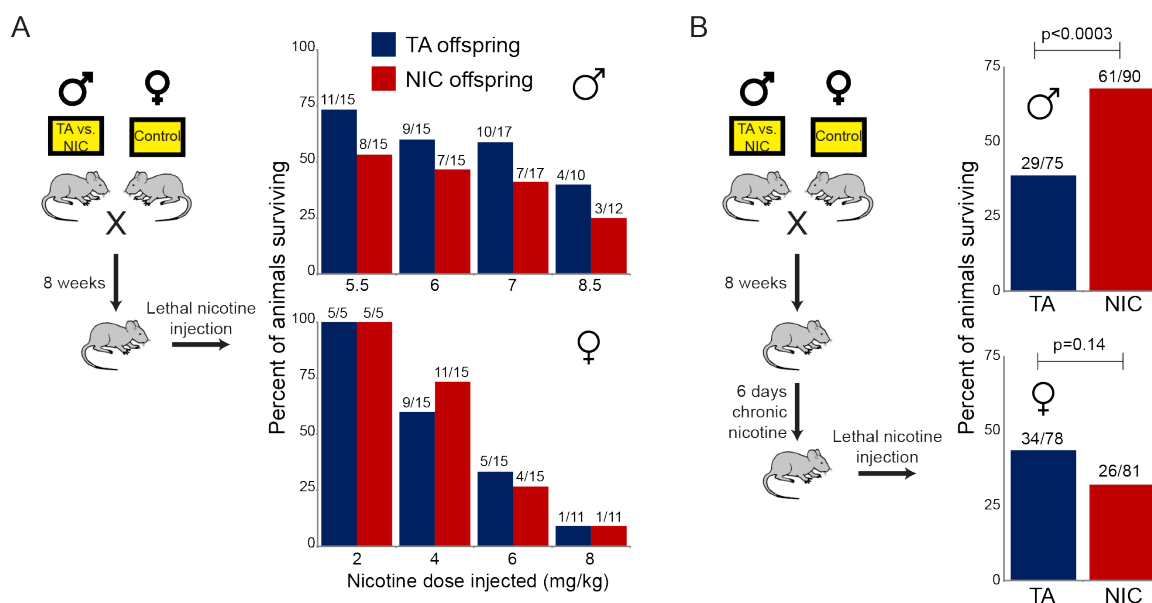 A
TA vs.
NIC
Control
X
8 weeks
Lethal nicotine
injection
TA offspring
NIC offspring
Percent of animals surviving
100
75
50
25
0
11/15
8/15
9/15
7/15
10/17
7/17
4/10
3/12
5.5
6
7
8.5
100
75
50
25
0
5/5
5/5
9/15
11/15
5/15
4/15
1/11
1/11
2
4
6
8
Nicotine dose injected (mg/kg)
B
TA vs.
NIC
Control
X
8 weeks
6 days
chronic
nicotine
Lethal nicotine
injection
Percent of animals surviving
p<0.0003
75
50
25
0
29/75
61/90
TA
NIC
p=0.14
75
50
25
0
34/78
26/81
TA
NIC